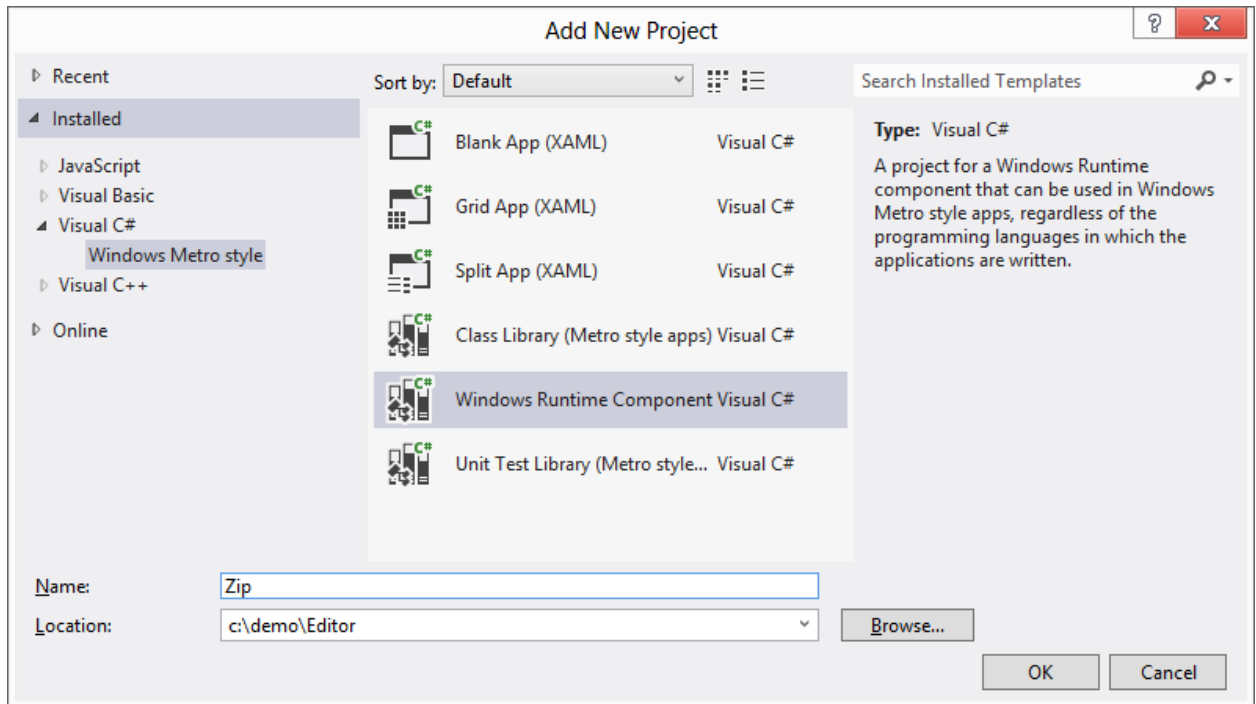 Add New Project
?
x
Recent
Installed
JavaScript
Visual Basic
Visual C#
Windows Metro style
Visual C++
Online
Sort by: Default
C# Blank App (XAML) Visual C#
C# Grid App (XAML) Visual C#
C# Split App (XAML) Visual C#
C# Class Library (Metro style apps) Visual C#
C# Windows Runtime Component Visual C#
C# Unit Test Library (Metro style... Visual C#
Search Installed Templates
Type: Visual C#
A project for a Windows Runtime
component that can be used in Windows
Metro style apps, regardless of the
programming languages in which the
applications are written.
Name: Zip
Location: c:\demo\Editor
Browse...
OK Cancel